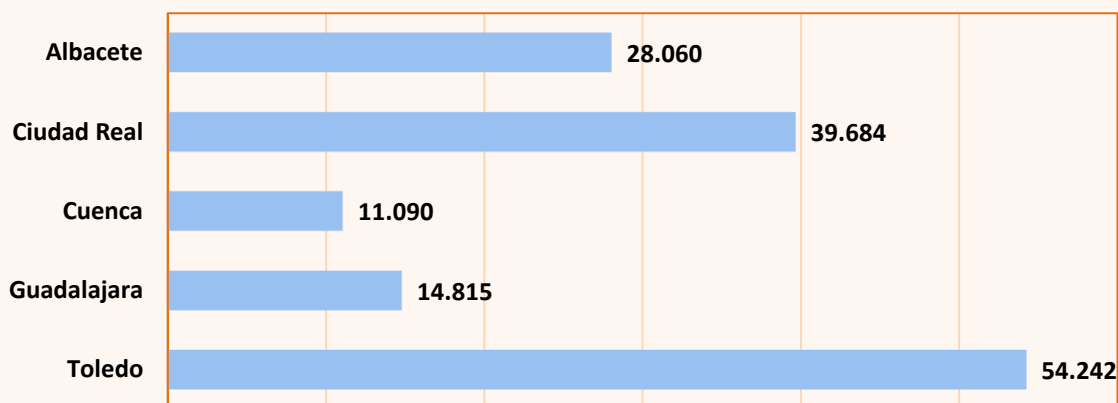 Albacete 28.060
Ciudad Real 39.684
Cuenca 11.090
Guadalajara 14.815
Toledo 54.242